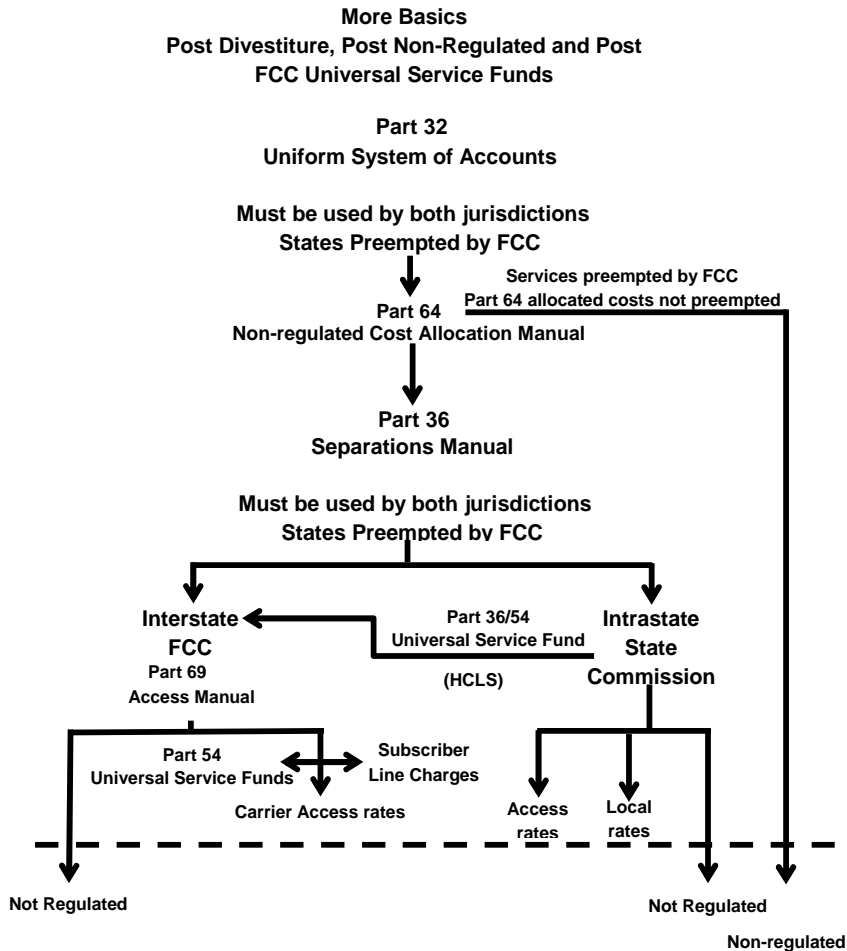 More Basics
Post Divestiture, Post Non-Regulated and Post
FCC Universal Service Funds
Part 32
Uniform System of Accounts
Must be used by both jurisdictions
States Preempted by FCC
Services preempted by FCC
Part 64 allocated costs not preempted
Part 64
Non-regulated Cost Allocation Manual
Part 36
Separations Manual
Must be used by both jurisdictions
States Preempted by FCC
Interstate
FCC
Part 69
Access Manual
Part 36/54
Universal Service Fund
(HCLS)
Intrastate
State
Commission
Part 54
Universal Service Funds
Subscriber
Line Charges
Carrier Access rates
Access
rates
Local
rates
Not Regulated
Not Regulated
Non-regulated